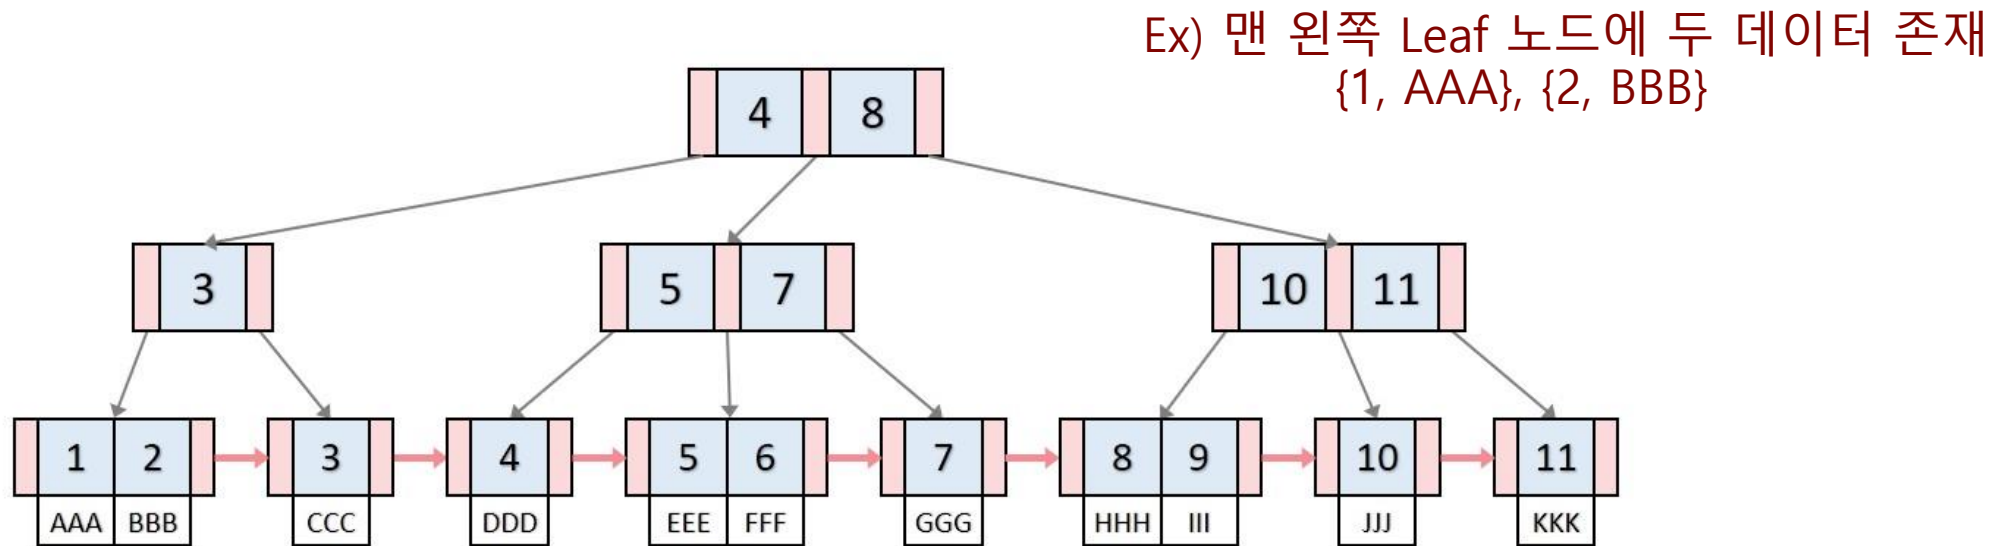 Ex) 맨 왼쪽 Leaf 노드에 두 데이터 존재
{1, AAA}, {2, BBB}
4 8
3 5 7 10 11
1 2 3 4 5 6 7 8 9 10 11
AAA BBB CCC DDD EEE FFF GGG HHH III JJJ KKK